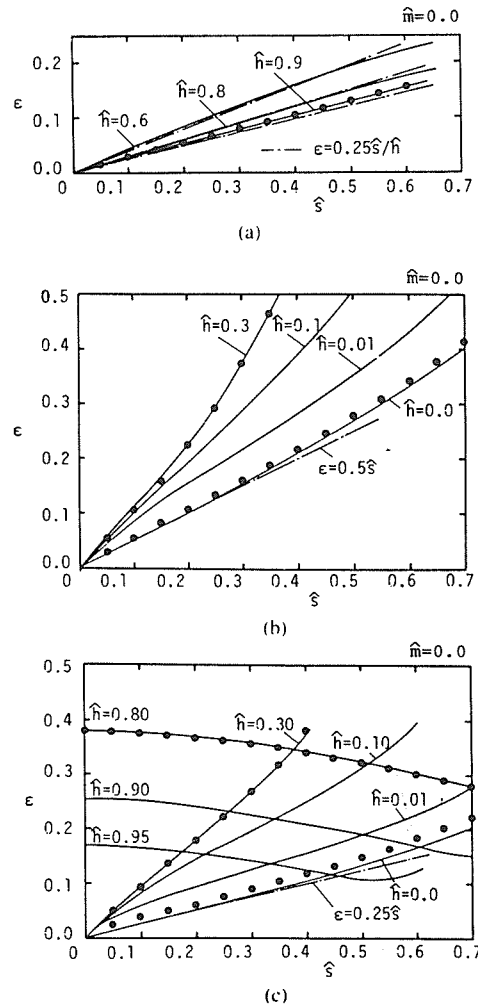 m̂=0.0
0.2
ĥ=0.9
ĥ=0.8
ε
0.1
ĥ=0.6
ε=0.25ŝ/ĥ
0.0
0 0.1 0.2 0.3 0.4 0.5 0.6 0.7
ŝ
(a)
m̂=0.0
0.5
0.4
ĥ=0.3
ĥ=0.1
ĥ=0.01
0.3
ε
ĥ=0.0
0.2
ε=0.5ŝ
0.1
0.0
0 0.1 0.2 0.3 0.4 0.5 0.6 0.7
ŝ
(b)
m̂=0.0
0.5
0.4
ĥ=0.80
ĥ=0.30
ĥ=0.10
0.3
ε
ĥ=0.90
ĥ=0.01
0.2
ĥ=0.95
0.1
ĥ=0.0
ε=0.25ŝ
0.0
0 0.1 0.2 0.3 0.4 0.5 0.6 0.7
ŝ
(c)